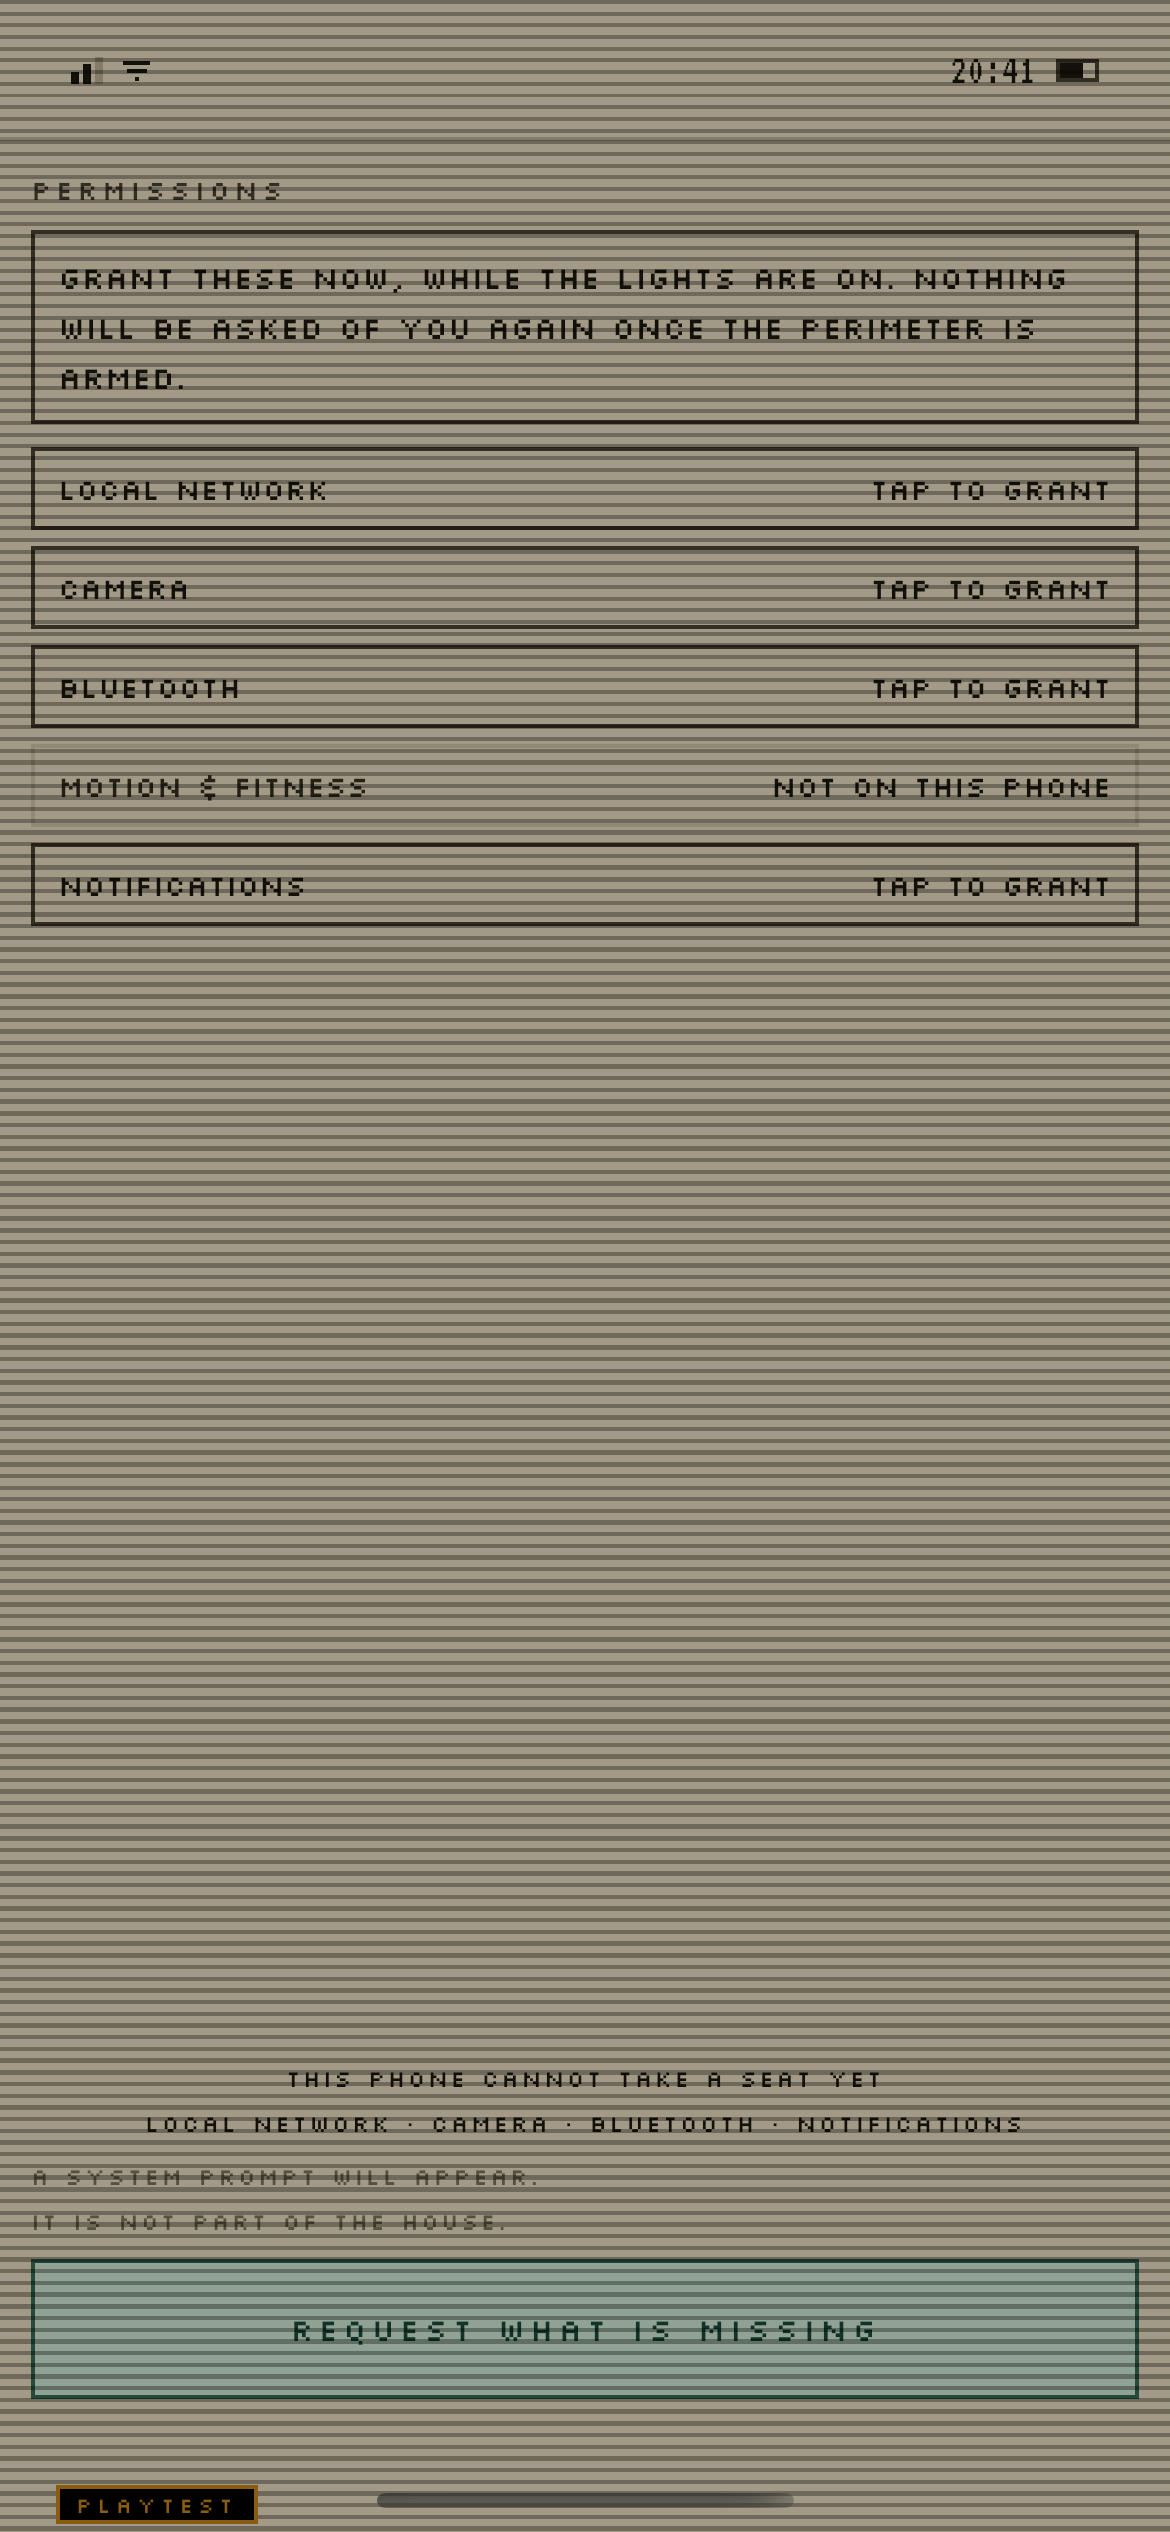 20:41
PERMISSIONS
GRANT THESE NOW, WHILE THE LIGHTS ARE ON. NOTHING
WILL BE ASKED OF YOU AGAIN ONCE THE PERIMETER IS
ARMED.
LOCAL NETWORK TAP TO GRANT
CAMERA TAP TO GRANT
BLUETOOTH TAP TO GRANT
MOTION & FITNESS NOT ON THIS PHONE
NOTIFICATIONS TAP TO GRANT
THIS PHONE CANNOT TAKE A SEAT YET
LOCAL NETWORK · CAMERA · BLUETOOTH · NOTIFICATIONS
A SYSTEM PROMPT WILL APPEAR.
IT IS NOT PART OF THE HOUSE.
REQUEST WHAT IS MISSING
PLAYTEST